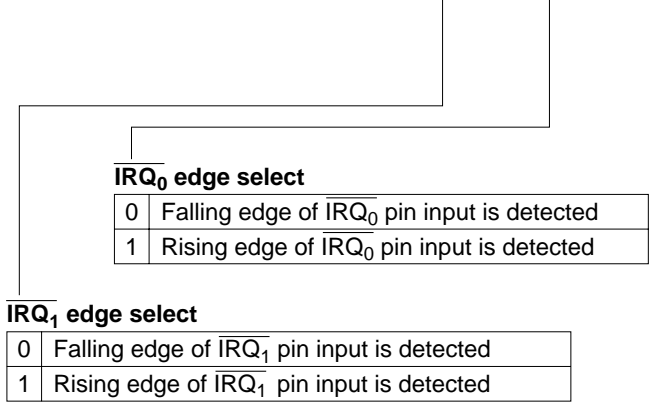 IRQ0 edge select
0 Falling edge of IRQ0 pin input is detected
1 Rising edge of IRQ0 pin input is detected
IRQ1 edge select
0 Falling edge of IRQ1 pin input is detected
1 Rising edge of IRQ1 pin input is detected